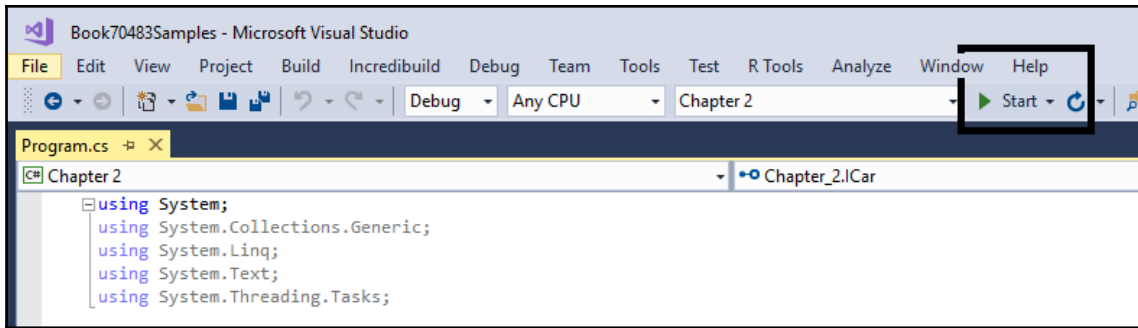 Book70483Samples - Microsoft Visual Studio
File Edit View Project Build Incredibuild Debug Team Tools Test R Tools Analyze Window Help
Debug Any CPU Chapter 2 Start
Program.cs
C# Chapter 2 Chapter_2.ICar
using System;
using System.Collections.Generic;
using System.Linq;
using System.Text;
using System.Threading.Tasks;